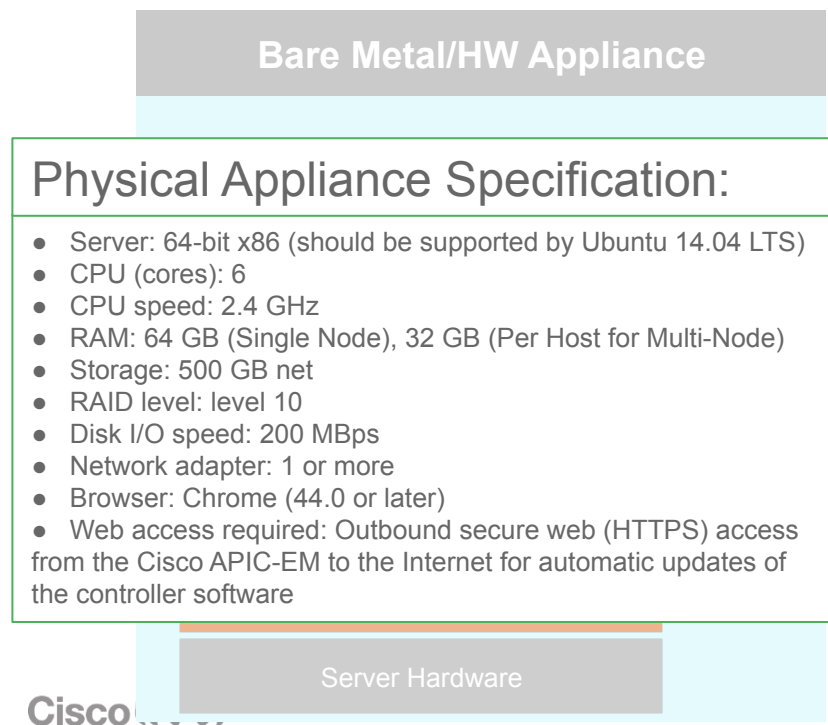 Bare Metal/HW Appliance
Physical Appliance Specification:
● Server: 64-bit x86 (should be supported by Ubuntu 14.04 LTS)
● CPU (cores): 6
● CPU speed: 2.4 GHz
● RAM: 64 GB (Single Node), 32 GB (Per Host for Multi-Node)
● Storage: 500 GB net
● RAID level: level 10
● Disk I/O speed: 200 MBps
● Network adapter: 1 or more
● Browser: Chrome (44.0 or later)
● Web access required: Outbound secure web (HTTPS) access
from the Cisco APIC-EM to the Internet for automatic updates of
the controller software
Server Hardware
Cisco